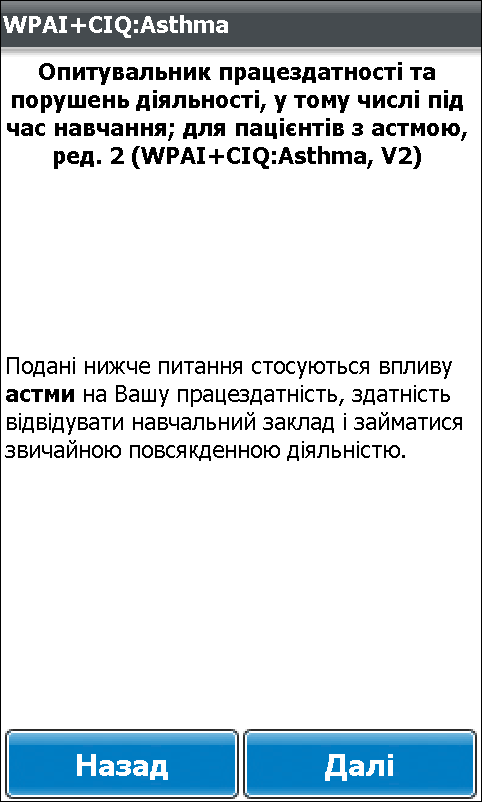 WPAI+CIQ:Asthma
Опитувальник працездатності та
порушень діяльності, у тому числі під
час навчання; для пацієнтів з астмою,
ред. 2 (WPAI+CIQ:Asthma, V2)
Подані нижче питання стосуються впливу
астми на Вашу працездатність, здатність
відвідувати навчальний заклад і займатися
звичайною повсякденною діяльністю.
Назад
Далі